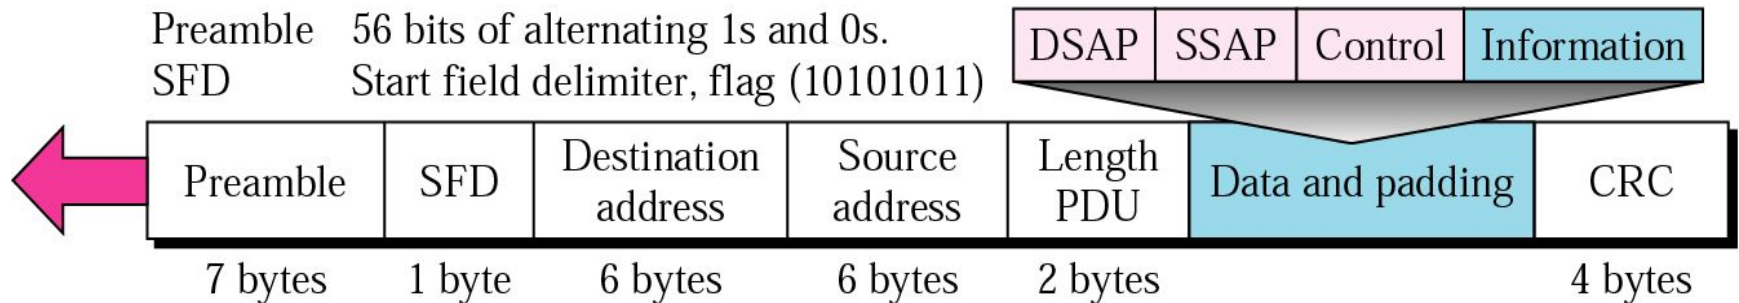 Preamble 56 bits of alternating 1s and 0s.
SFD Start field delimiter, flag (10101011)
DSAP SSAP Control Information
Preamble SFD Destination address Source address Length PDU Data and padding CRC
7 bytes 1 byte 6 bytes 6 bytes 2 bytes 4 bytes